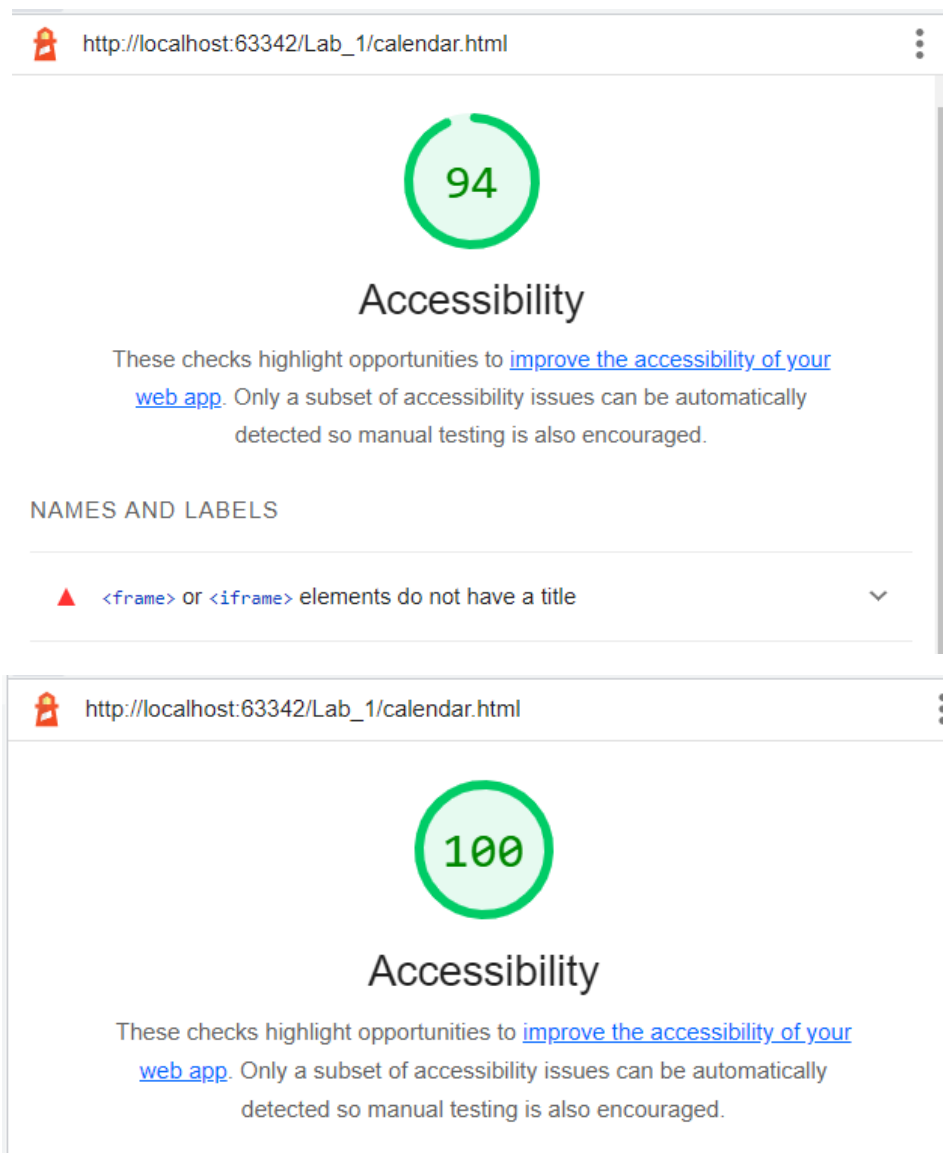 http://localhost:63342/Lab_1/calendar.html
94
Accessibility
These checks highlight opportunities to improve the accessibility of your
web app. Only a subset of accessibility issues can be automatically
detected so manual testing is also encouraged.
NAMES AND LABELS
<frame> or <iframe> elements do not have a title
http://localhost:63342/Lab_1/calendar.html
100
Accessibility
These checks highlight opportunities to improve the accessibility of your
web app. Only a subset of accessibility issues can be automatically
detected so manual testing is also encouraged.